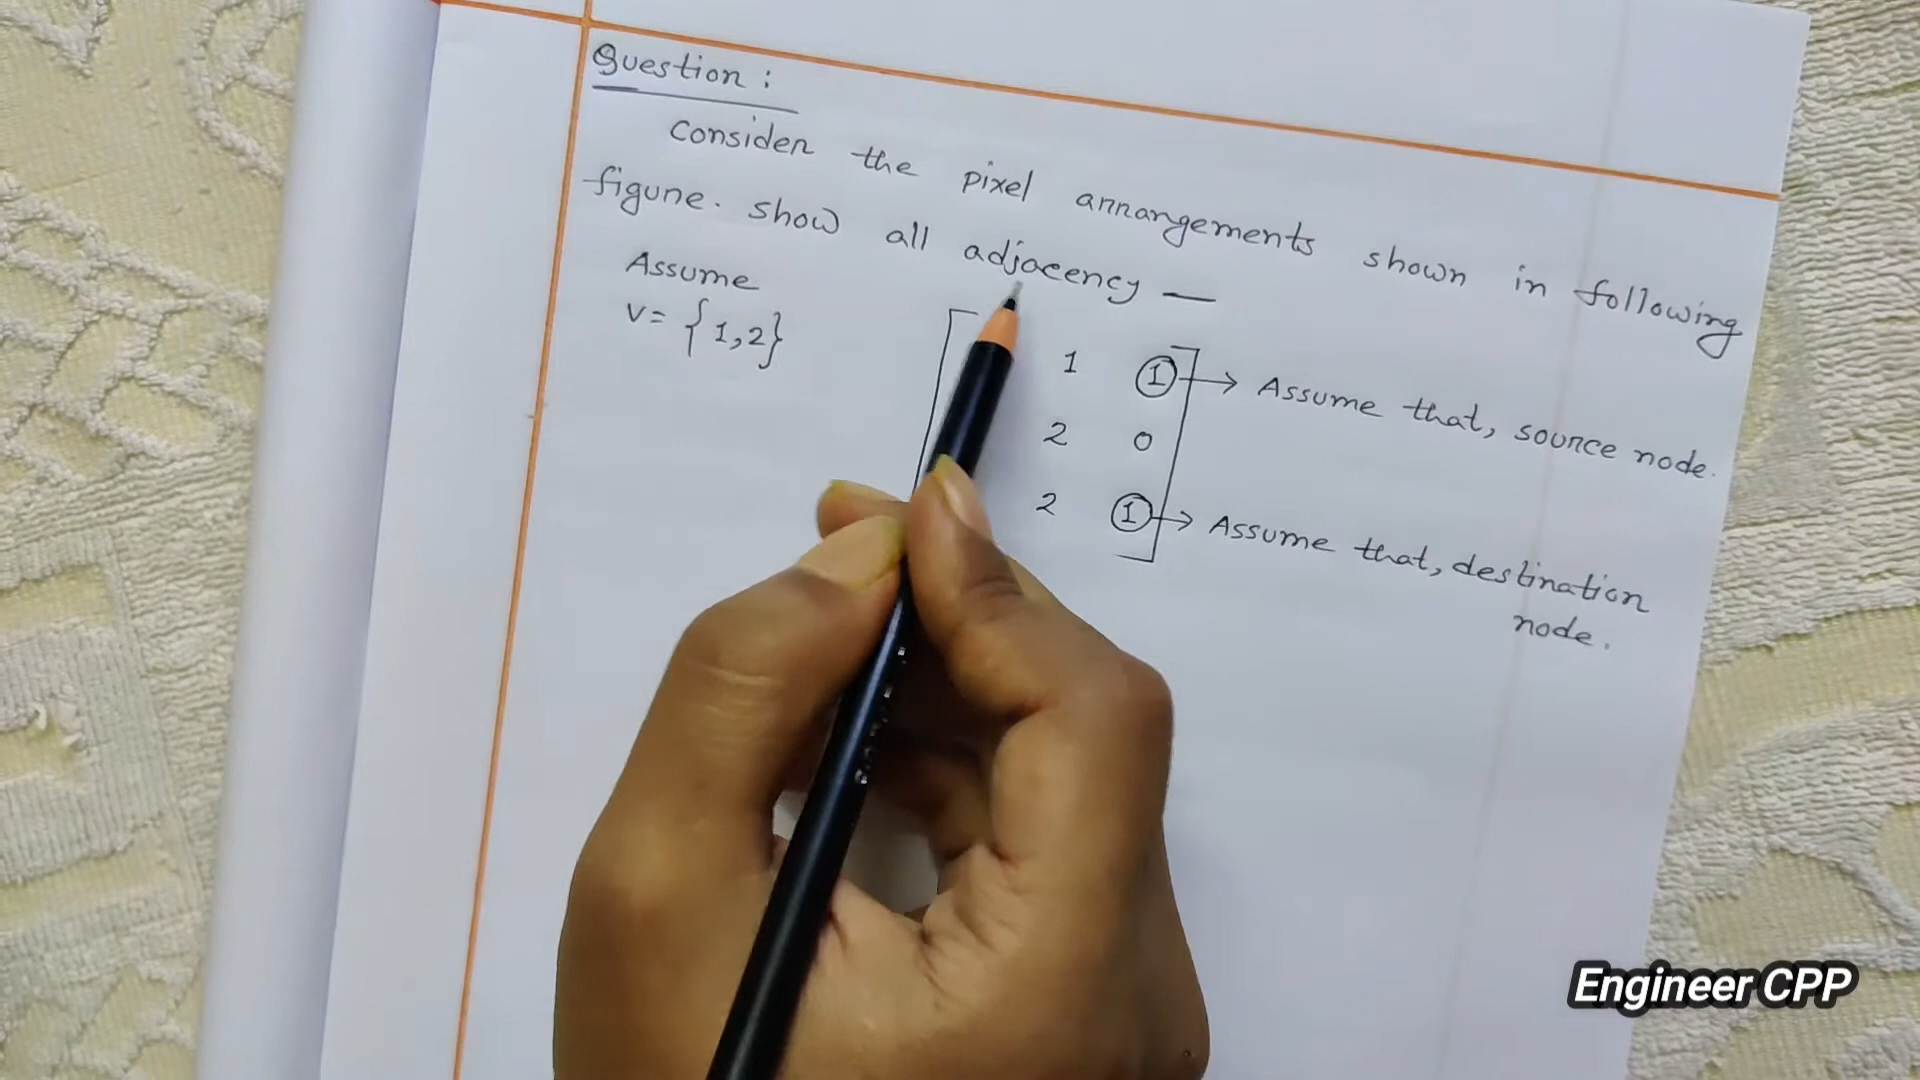 Question:
Consider the pixel arrangements shown in following
figure. show all adjacency —
Assume
V= {1,2}
1 1 → Assume that, source node.
2 0
2 1 → Assume that, destination
node.
Engineer CPP